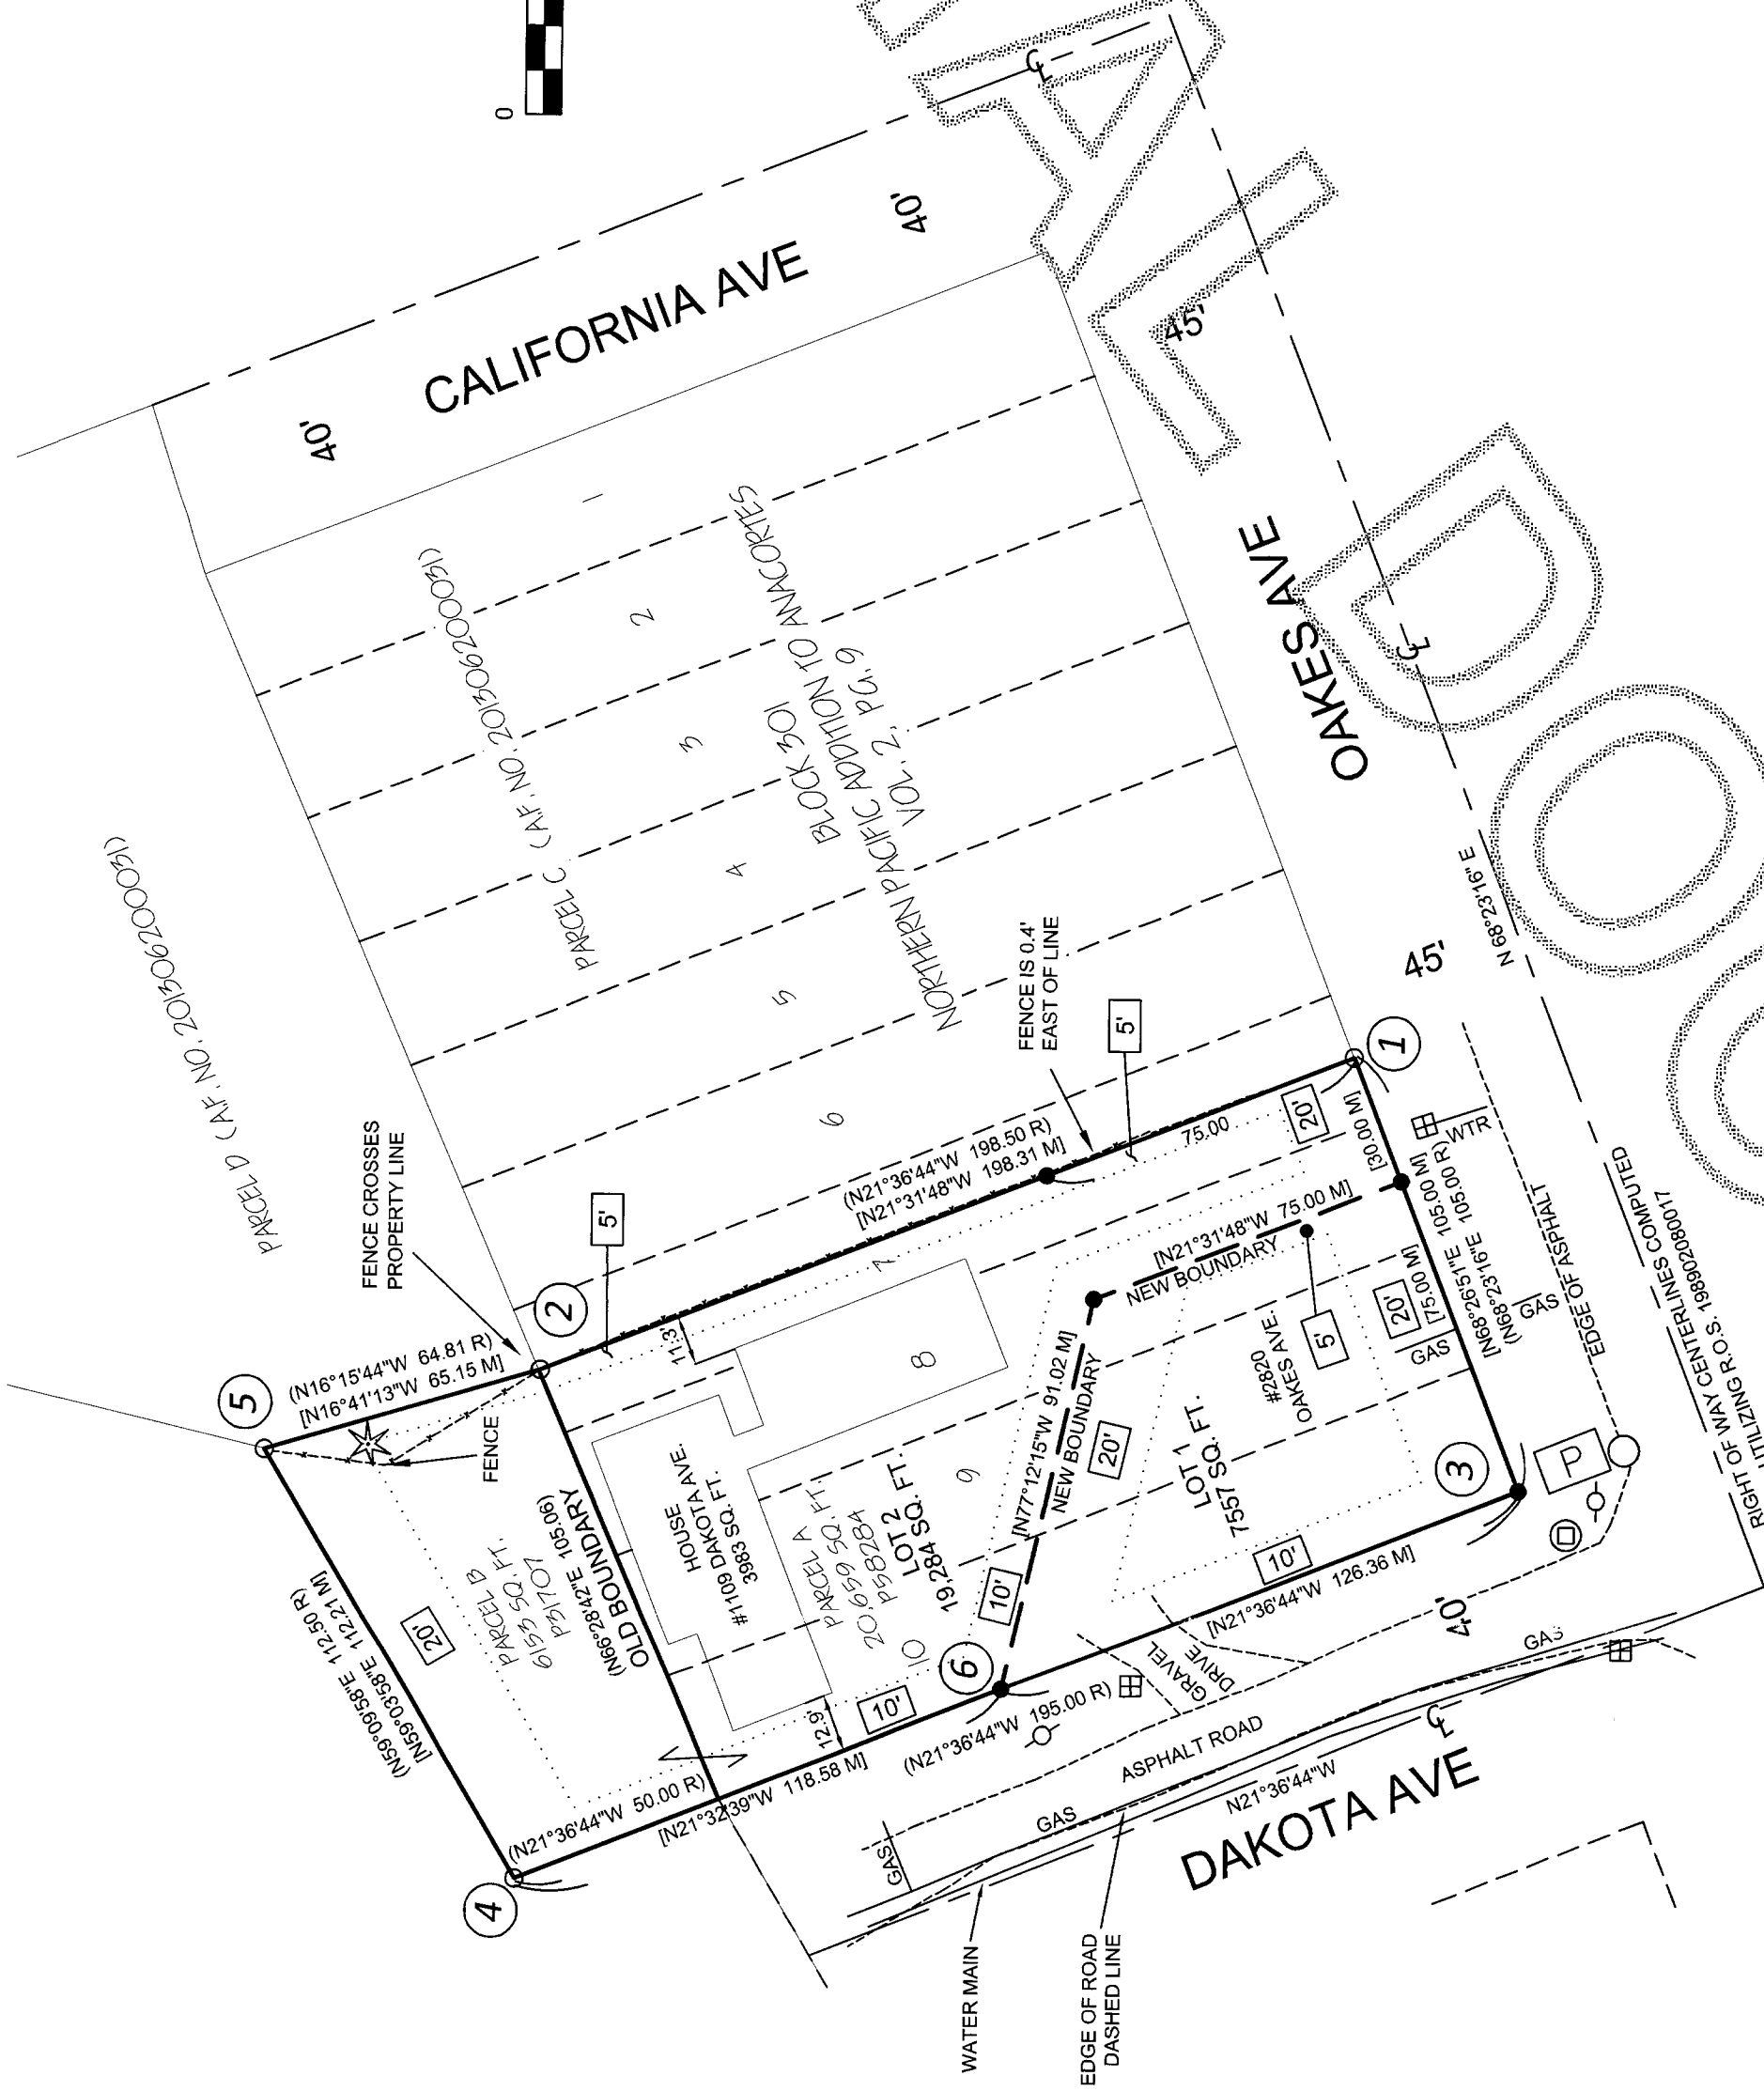 0
CALIFORNIA AVE
40'
40'
45'
45'
OAKES AVE
N 68°23'16" E
PARCEL D (A.F. NO. 201306200031)
PARCEL C (A.F. NO. 201306200031)
BLOCK 301
NORTHERN PACIFIC ADDITION TO ANACORTES
VOL. 2, PG. 9
1
2
3
4
5
6
7
8
9
10
FENCE CROSSES
PROPERTY LINE
FENCE IS 0.4'
EAST OF LINE
5'
5'
5'
1
2
3
4
5
6
(N16°15'44"W 64.81 R)
[N16°41'13"W 65.15 M]
FENCE
(N59°09'58"E 112.50 R)
[N59°03'58"E 112.21 M]
20'
PARCEL B
6153 SQ. FT.
P31707
(N66°28'42"E 105.06)
OLD BOUNDARY
HOUSE
#1109 DAKOTA AVE.
3983 SQ. FT.
PARCEL A
20,659 SQ. FT.
P58284
LOT 2
19,284 SQ. FT.
11.3'
12.9'
10'
10'
10'
(N21°36'44"W 198.50 R)
[N21°31'48"W 198.31 M]
75.00
20'
[30.00 M]
[N21°31'48"W 75.00 M]
NEW BOUNDARY
[N77°12'15"W 91.02 M]
NEW BOUNDARY
20'
LOT 1
7557 SQ. FT.
#2820
OAKES AVE.
20'
[75.00 M]
[N68°26'51"E 105.00 M]
(N68°23'16"E 105.00 R)
WTR
GAS
GAS
EDGE OF ASPHALT
P
RIGHT OF WAY CENTERLINES COMPUTED
UTILIZING R.O.S. 198902080017
[N21°36'44"W 126.36 M]
(N21°36'44"W 195.00 R)
(N21°36'44"W 50.00 R)
[N21°32'39"W 118.58 M]
GRAVEL
DRIVE
40'
GAS
GAS
GAS
ASPHALT ROAD
N21°36'44"W
DAKOTA AVE
WATER MAIN
EDGE OF ROAD
DASHED LINE